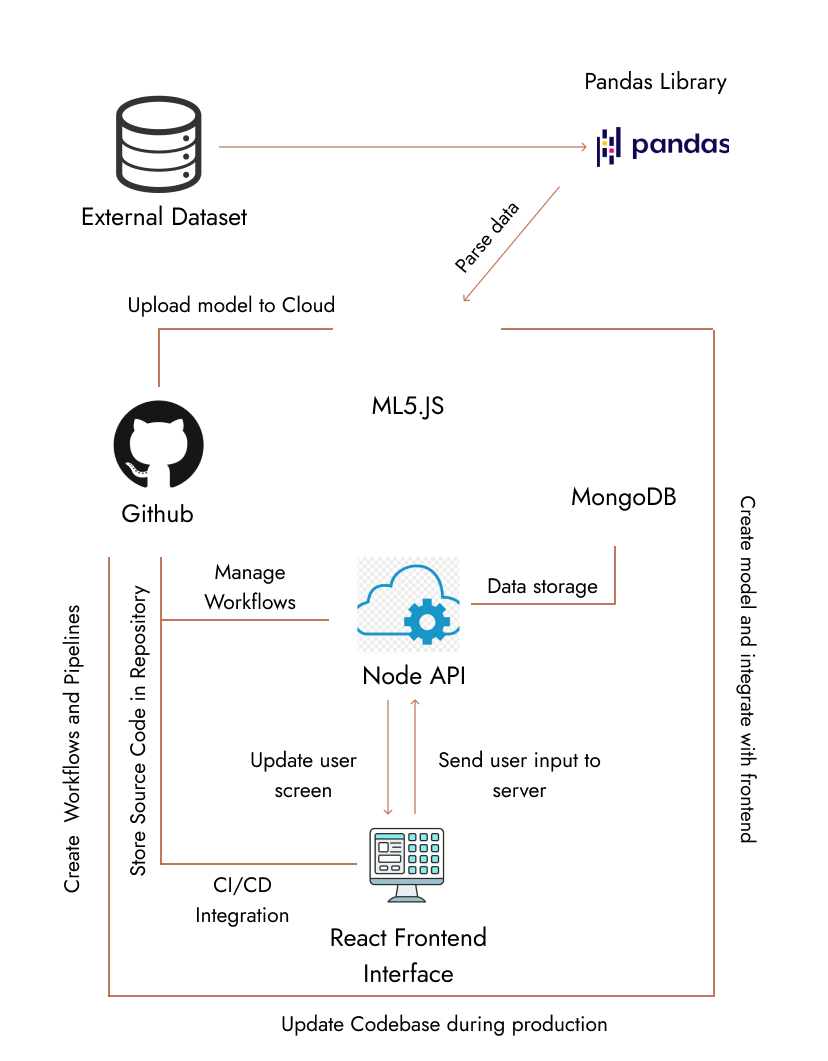 Pandas Library
pandas
External Dataset
Parse data
Upload model to Cloud
ML5.JS
Github
MongoDB
Manage
Workflows
Data storage
Node API
Create Workflows and Pipelines
Store Source Code in Repository
Create model and integrate with frontend
Update user
screen
Send user input to
server
CI/CD
Integration
React Frontend
Interface
Update Codebase during production